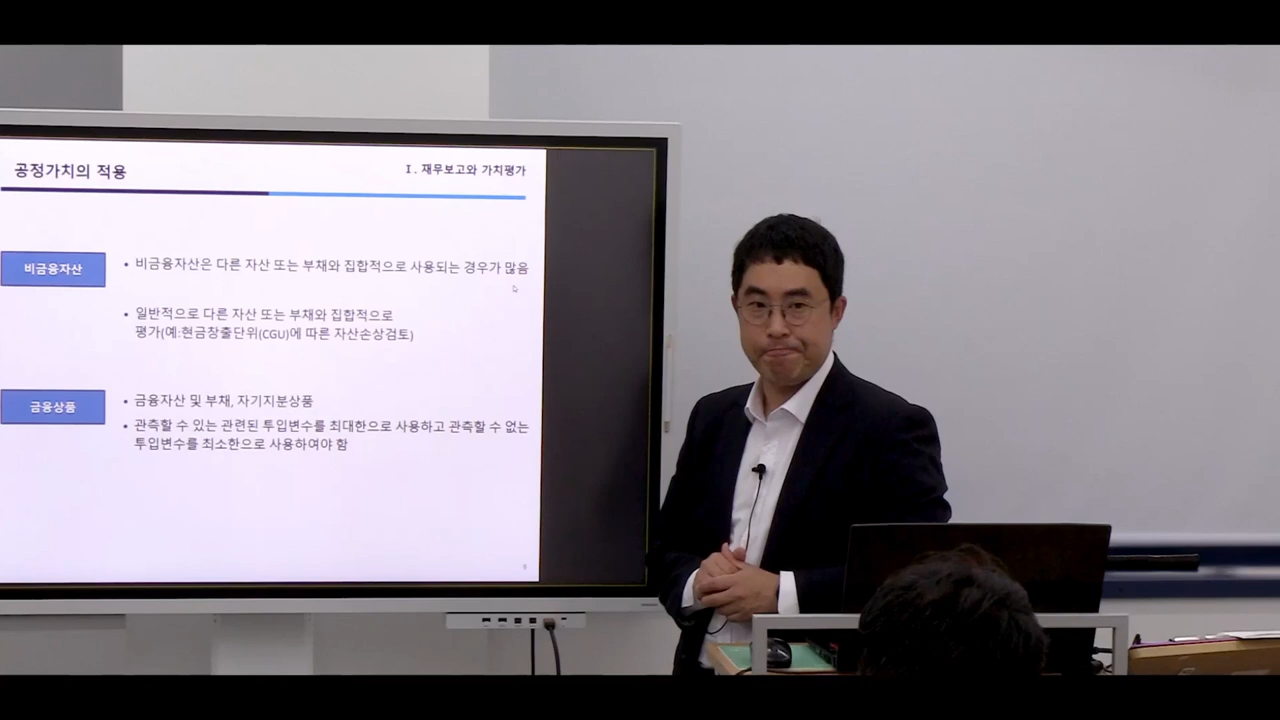 공정가치의 적용
Ⅰ. 재무보고와 가치평가
비금융자산
• 비금융자산은 다른 자산 또는 부채와 집합적으로 사용되는 경우가 많음
• 일반적으로 다른 자산 또는 부채와 집합적으로
평가(예:현금창출단위(CGU)에 따른 자산손상검토)
금융상품
• 금융자산 및 부채, 자기지분상품
• 관측할 수 있는 관련된 투입변수를 최대한으로 사용하고 관측할 수 없는
투입변수를 최소한으로 사용하여야 함
9